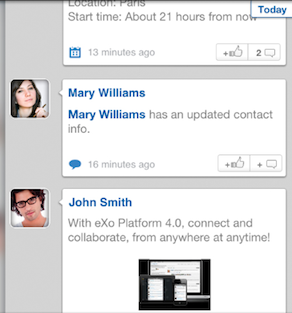 Location: Paris
Today
Start time: About 21 hours from now
13 minutes ago
+
2
Mary Williams
Mary Williams has an updated contact
info.
16 minutes ago
+
+
John Smith
With eXo Platform 4.0, connect and
collaborate, from anywhere at anytime!